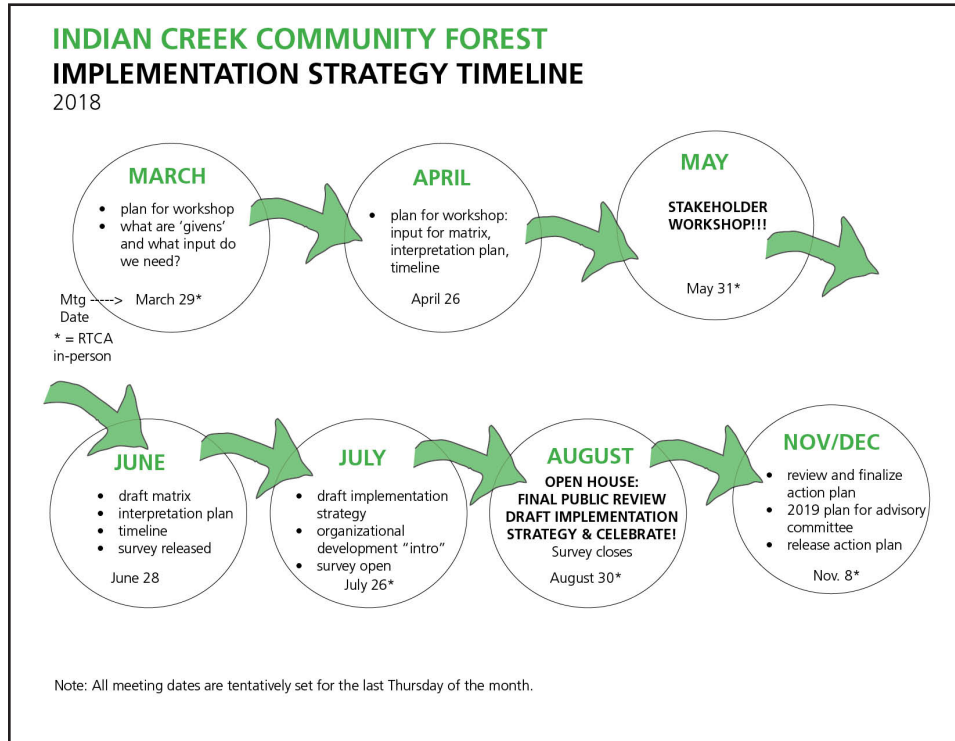 INDIAN CREEK COMMUNITY FOREST
IMPLEMENTATION STRATEGY TIMELINE
2018
MARCH
• plan for workshop
• what are ‘givens’
and what input do
we need?
Mtg -----> March 29*
Date
* = RTCA
in-person
APRIL
• plan for workshop:
input for matrix,
interpretation plan,
timeline
April 26
MAY
STAKEHOLDER
WORKSHOP!!!
May 31*
JUNE
• draft matrix
• interpretation plan
• timeline
• survey released
June 28
JULY
• draft implementation
strategy
• organizational
development “intro”
• survey open
July 26*
AUGUST
OPEN HOUSE:
FINAL PUBLIC REVIEW
DRAFT IMPLEMENTATION
STRATEGY & CELEBRATE!
Survey closes
August 30*
NOV/DEC
• review and finalize
action plan
• 2019 plan for advisory
committee
• release action plan
Nov. 8*
Note: All meeting dates are tentatively set for the last Thursday of the month.